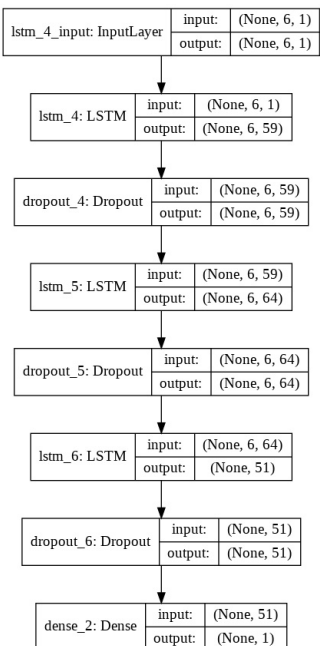 lstm_4_input: InputLayer
input: (None, 6, 1)
output: (None, 6, 1)
lstm_4: LSTM
input: (None, 6, 1)
output: (None, 6, 59)
dropout_4: Dropout
input: (None, 6, 59)
output: (None, 6, 59)
lstm_5: LSTM
input: (None, 6, 59)
output: (None, 6, 64)
dropout_5: Dropout
input: (None, 6, 64)
output: (None, 6, 64)
lstm_6: LSTM
input: (None, 6, 64)
output: (None, 51)
dropout_6: Dropout
input: (None, 51)
output: (None, 51)
dense_2: Dense
input: (None, 51)
output: (None, 1)